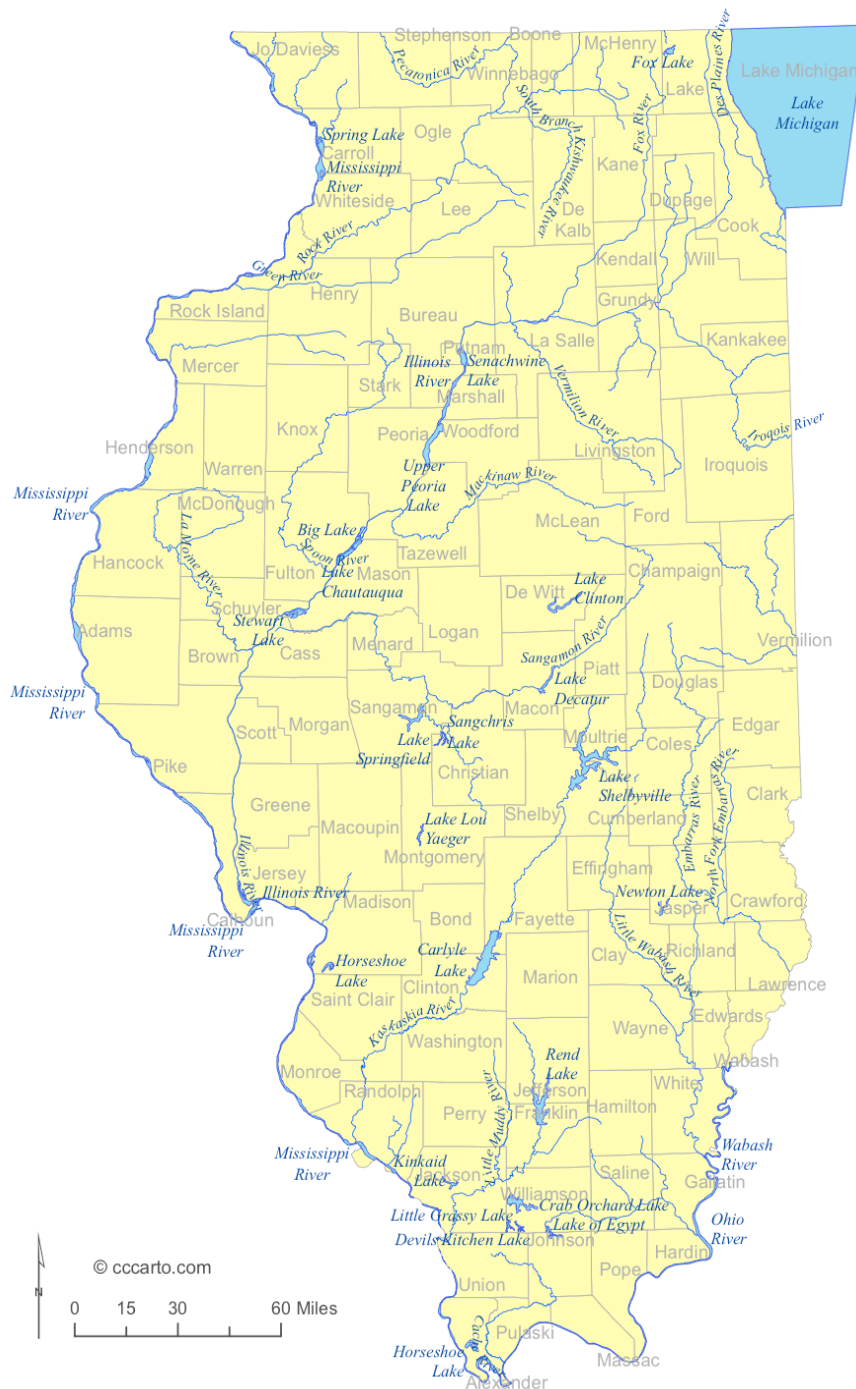 Jo Daviess
Stephenson
Boone
McHenry
Pecatonica River
Winnebago
Fox Lake
Lake
Des Plaines River
Lake Michigan
Lake
Michigan
Spring Lake
Carroll
Mississippi
River
Ogle
South Branch Kishwaukee River
Fox River
Kane
Whiteside
Lee
De
Kalb
Dupage
Cook
Rock River
Green River
Kendall
Will
Henry
Rock Island
Bureau
Grundy
La Salle
Putnam
Kankakee
Mercer
Illinois
River
Senachwine
Lake
Stark
Marshall
Vermilion River
Knox
Peoria
Woodford
Iroqois River
Henderson
Warren
Livingston
Iroquois
Upper
Peoria
Lake
Mackinaw River
Mississippi
River
McDonough
La Moine River
Big Lake
Spoon River
McLean
Ford
Hancock
Tazewell
Fulton
Lake
Chautauqua
Mason
Champaign
Lake
Clinton
De Witt
Schuyler
Stewart
Lake
Adams
Logan
Menard
Sangamon River
Vermilion
Brown
Cass
Piatt
Mississippi
River
Lake
Decatur
Douglas
Macon
Sangamon
Scott
Morgan
Sangchris
Lake
Lake
Springfield
Moultrie
Coles
Edgar
Pike
Christian
Lake
Shelbyville
Clark
Greene
Macoupin
Lake Lou
Yaeger
Shelby
Cumberland
Embarras River
North Fork Embarras River
Montgomery
Illinois River
Jersey
Illinois River
Effingham
Newton Lake
Jasper
Crawford
Calhoun
Madison
Bond
Fayette
Mississippi
River
Little Wabash River
Clay
Richland
Horseshoe
Lake
Carlyle
Lake
Marion
Lawrence
Saint Clair
Clinton
Kaskaskia River
Wayne
Edwards
Washington
Wabash
Monroe
Rend
Lake
Randolph
Jefferson
White
Perry
Little Muddy River
Franklin
Hamilton
Mississippi
River
Wabash
River
Kinkaid
Lake
Jackson
Saline
Gallatin
Williamson
Crab Orchard Lake
Little Grassy Lake
Lake of Egypt
Ohio
River
Devils Kitchen Lake
Johnson
Hardin
Pope
Union
© cccarto.com
N
0 15 30 60 Miles
Cache River
Pulaski
Horseshoe
Lake
Massac
Alexander